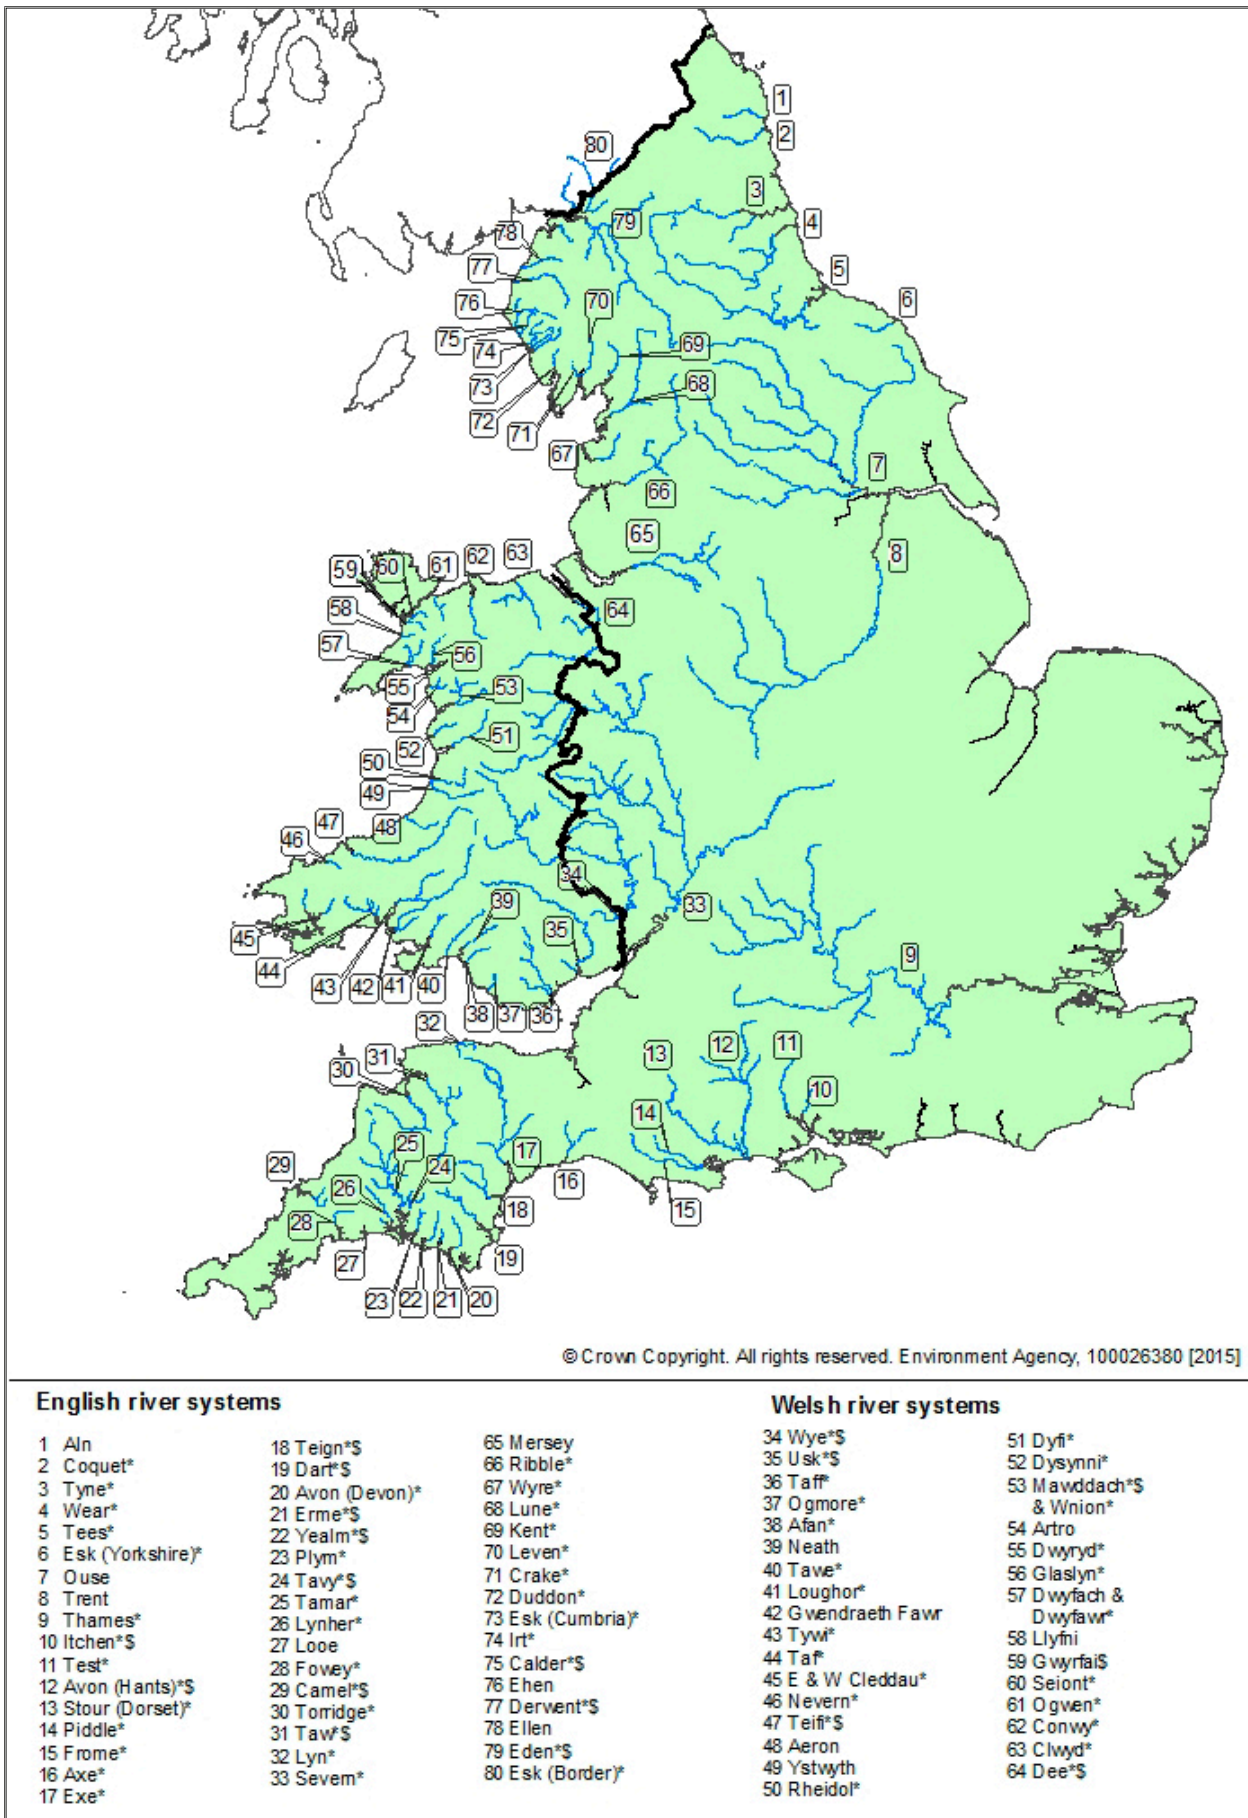 1
2
80
3
79
4
78
5
77
6
76
70
75
69
74
68
73
72
71
67
7
66
65
8
63
62
61
60
59
64
58
57
56
55
53
54
52
51
50
49
48
47
46
34
39
33
45
35
9
44
43
42
41
40
38
37
36
32
31
13
12
11
30
10
14
25
24
17
29
16
26
18
15
28
27
19
23
22
21
20
© Crown Copyright. All rights reserved. Environment Agency, 100026380 [2015]
English river systems
1 Aln
2 Coquet*
3 Tyne*
4 Wear*
5 Tees*
6 Esk (Yorkshire)*
7 Ouse
8 Trent
9 Thames*
10 Itchen*$
11 Test*
12 Avon (Hants)*$
13 Stour (Dorset)*
14 Piddle*
15 Frome*
16 Axe*
17 Exe*
18 Teign*$
19 Dart*$
20 Avon (Devon)*
21 Erme*$
22 Yealm*$
23 Plym*
24 Tavy*$
25 Tamar*
26 Lynher*
27 Looe
28 Fowey*
29 Camel*$
30 Torridge*
31 Taw*$
32 Lyn*
33 Severn*
65 Mersey
66 Ribble*
67 Wyre*
68 Lune*
69 Kent*
70 Leven*
71 Crake*
72 Duddon*
73 Esk (Cumbria)*
74 Irt*
75 Calder*$
76 Ehen
77 Derwent*$
78 Ellen
79 Eden*$
80 Esk (Border)*
Welsh river systems
34 Wye*$
35 Usk*$
36 Taff*
37 Ogmore*
38 Afan*
39 Neath
40 Tawe*
41 Loughor*
42 Gwendraeth Fawr
43 Tywi*
44 Taf*
45 E & W Cleddau*
46 Nevern*
47 Teifi*$
48 Aeron
49 Ystwyth
50 Rheidol*
51 Dyfi*
52 Dysynni*
53 Mawddach*$
& Wnion*
54 Artro
55 Dwyryd*
56 Glaslyn*
57 Dwyfach &
Dwyfawr*
58 Llyfni
59 Gwyrfai$
60 Seiont*
61 Ogwen*
62 Conwy*
63 Clwyd*
64 Dee*$